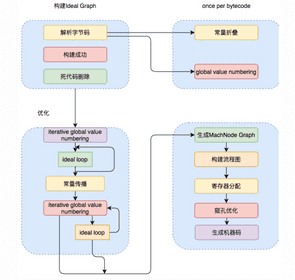 构建Ideal Graph
once per bytecode
解析字节码
常量折叠
构建成功
global value numbering
死代码删除
优化
iterative global value
numbering
生成MachNode Graph
ideal loop
构建流程图
常量传播
寄存器分配
iterative global value
numbering
窥孔优化
ideal loop
生成机器码